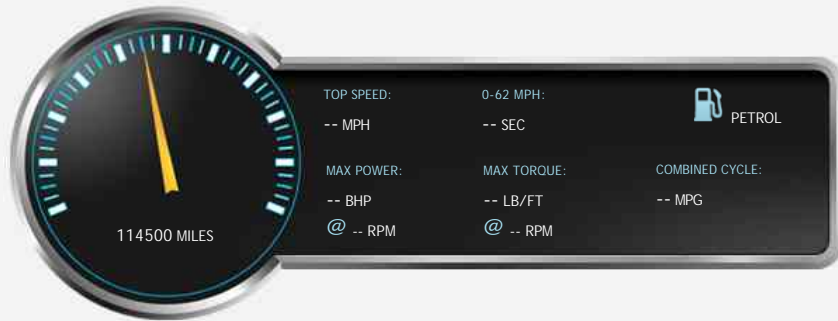 114500 MILES
TOP SPEED:
-- MPH
0-62 MPH:
-- SEC
PETROL
MAX POWER:
-- BHP
@ -- RPM
MAX TORQUE:
-- LB/FT
@ -- RPM
COMBINED CYCLE:
-- MPG